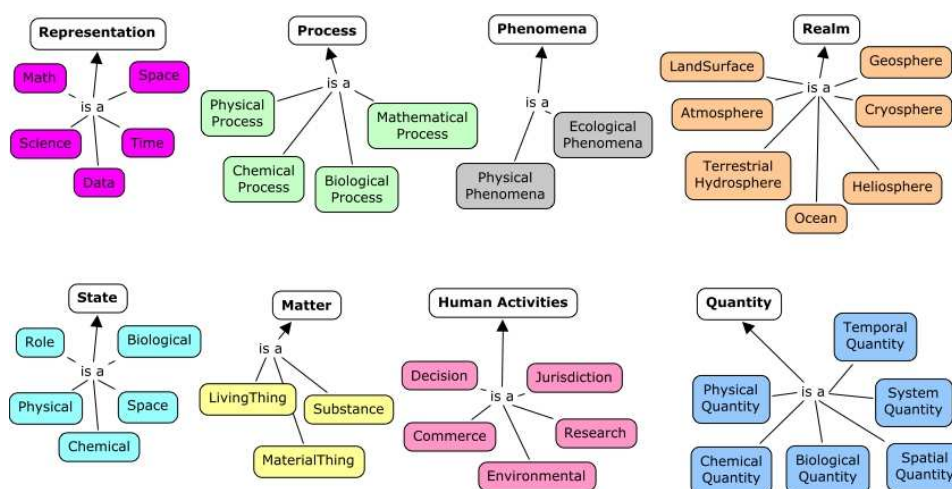 Representation
Math
Space
is a
Science
Time
Data
Process
is a
Physical
Process
Mathematical
Process
Chemical
Process
Biological
Process
Phenomena
is a
Ecological
Phenomena
Physical
Phenomena
Realm
LandSurface
Geosphere
is a
Atmosphere
Cryosphere
Terrestrial
Hydrosphere
Heliosphere
Ocean
State
Role
Biological
is a
Physical
Space
Chemical
Matter
is a
LivingThing
Substance
MaterialThing
Human Activities
Decision
Jurisdiction
is a
Commerce
Research
Environmental
Quantity
Temporal
Quantity
is a
Physical
Quantity
System
Quantity
Chemical
Quantity
Biological
Quantity
Spatial
Quantity